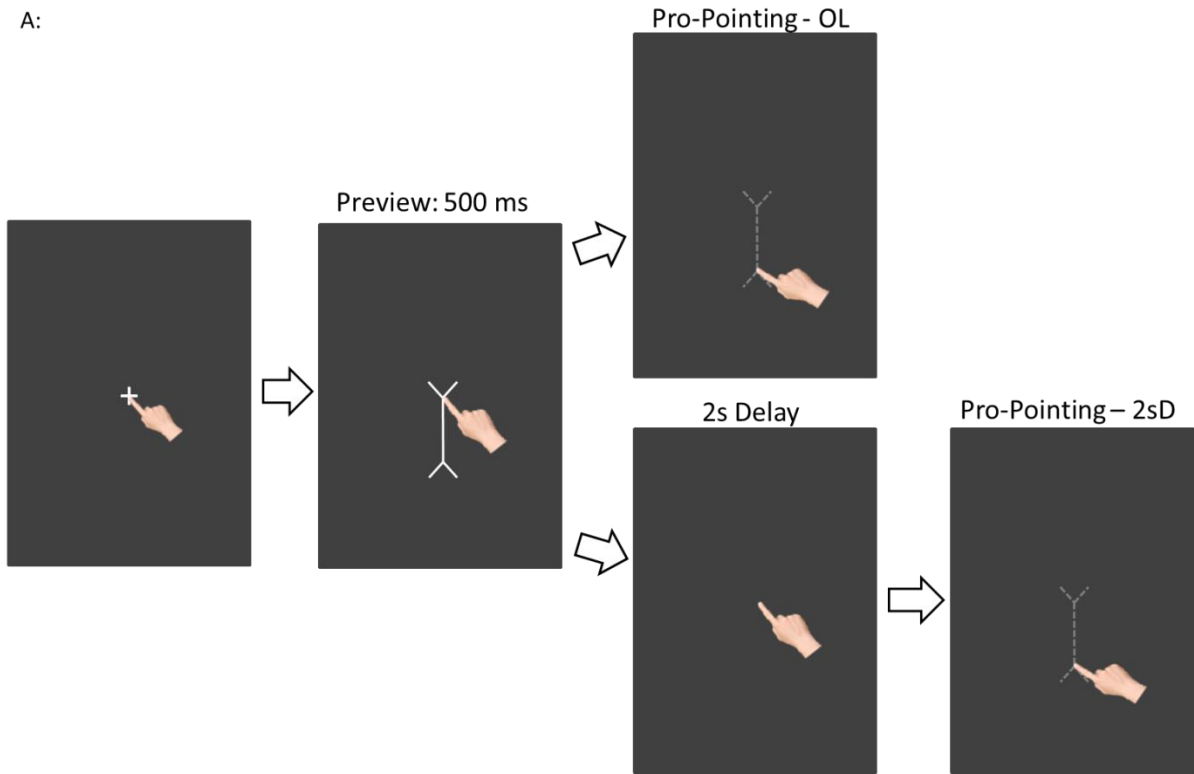 A:
Pro-Pointing - OL
Preview: 500 ms
2s Delay
Pro-Pointing – 2sD